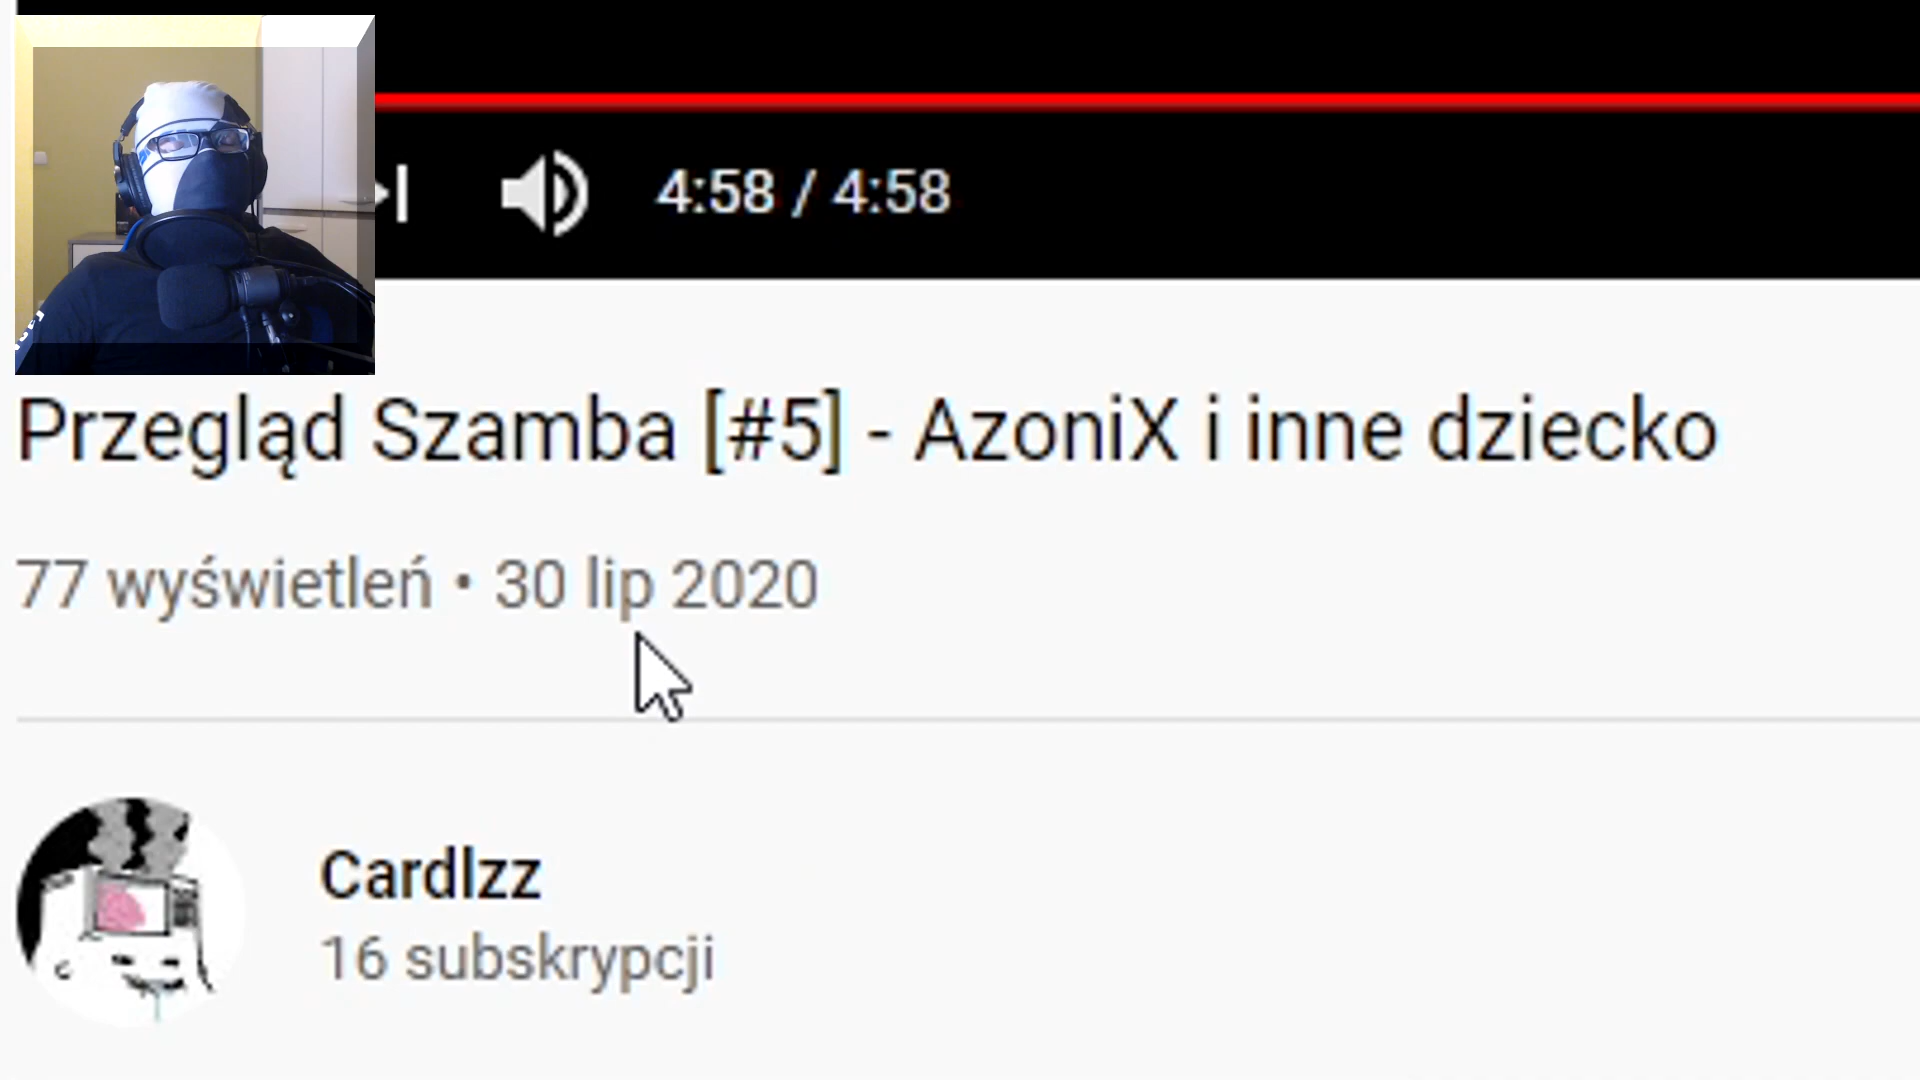 4:58 / 4:58
Przegląd Szamba [#5] - AzoniX i inne dziecko
77 wyświetleń • 30 lip 2020
Cardlzz
16 subskrypcji